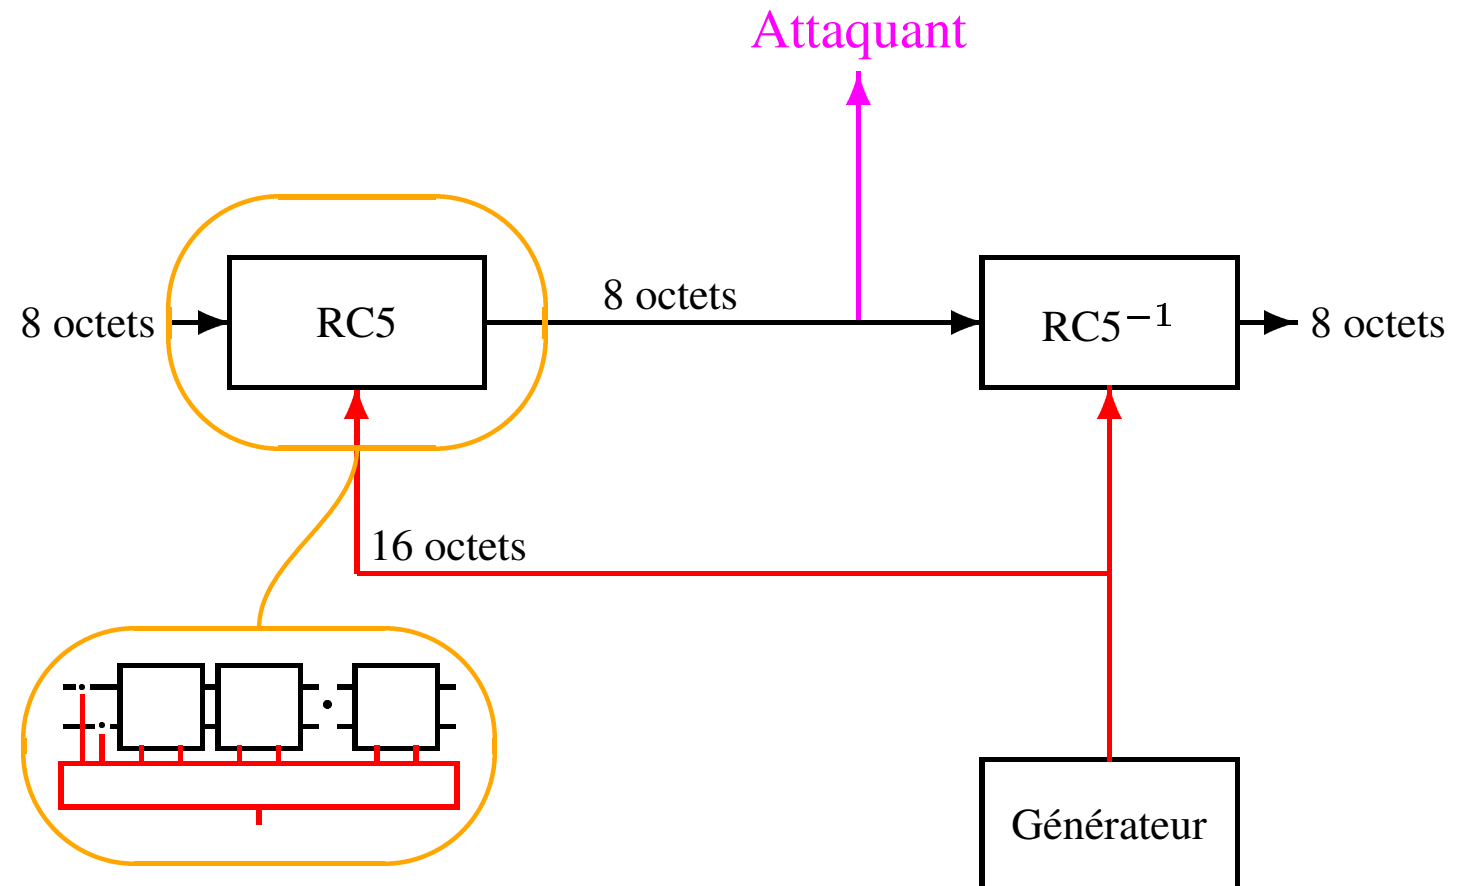 Attaquant
8 octets
RC5
8 octets
RC5⁻¹
8 octets
16 octets
Générateur